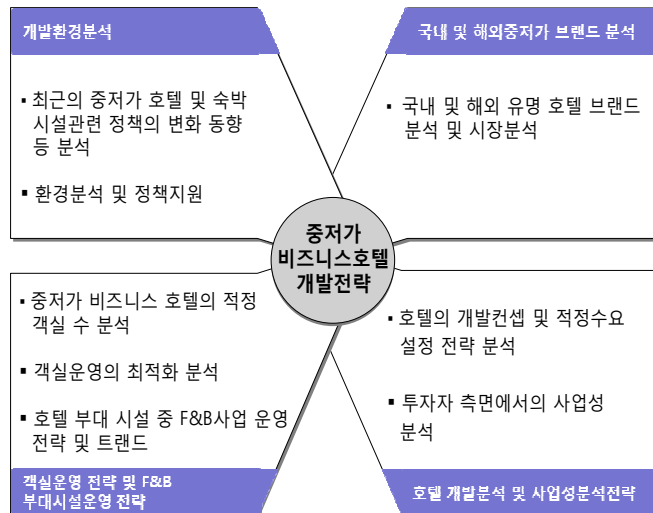 개발환경분석
국내 및 해외중저가 브랜드 분석
▪ 최근의 중저가 호텔 및 숙박
시설관련 정책의 변화 동향
등 분석
▪ 환경분석 및 정책지원
▪ 국내 및 해외 유명 호텔 브랜드
분석 및 시장분석
중저가
비즈니스호텔
개발전략
▪ 중저가 비즈니스 호텔의 적정
객실 수 분석
▪ 객실운영의 최적화 분석
▪ 호텔 부대 시설 중 F&B사업 운영
전략 및 트랜드
▪ 호텔의 개발컨셉 및 적정수요
설정 전략 분석
▪ 투자자 측면에서의 사업성
분석
객실운영 전략 및 F&B
부대시설운영 전략
호텔 개발분석 및 사업성분석전략